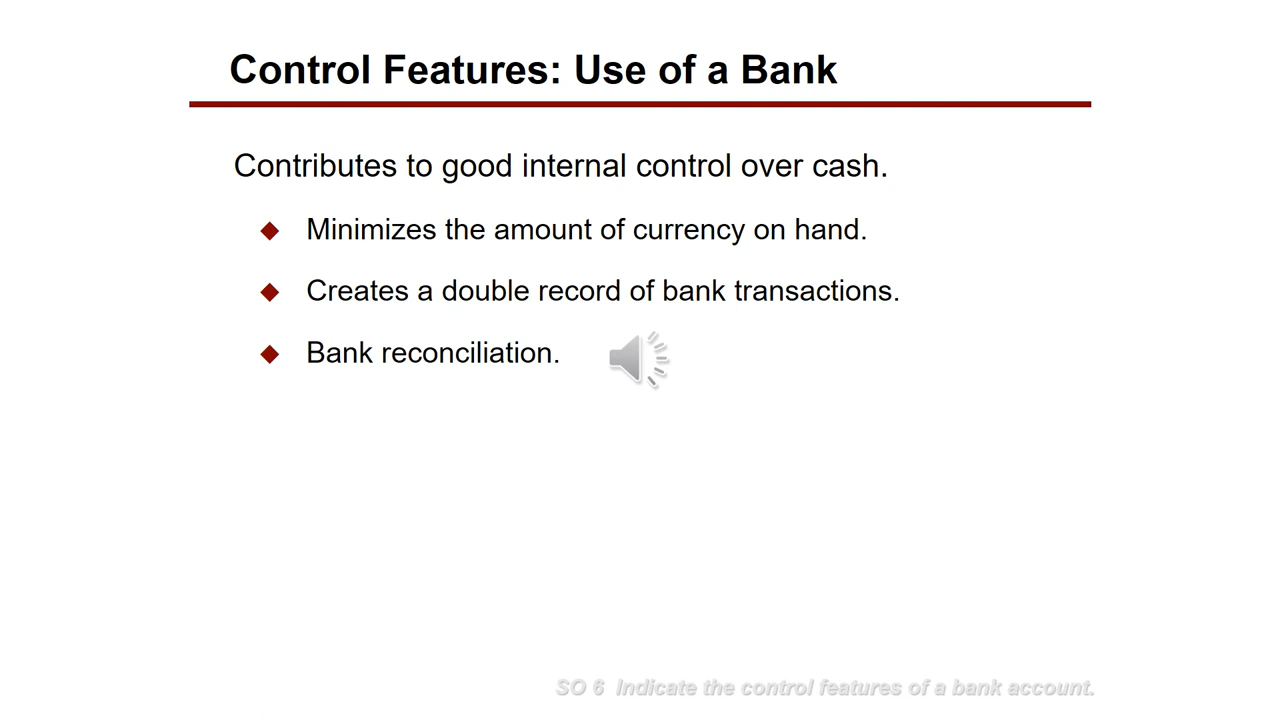 Control Features: Use of a Bank
Contributes to good internal control over cash.
Minimizes the amount of currency on hand.
Creates a double record of bank transactions.
Bank reconciliation.
SO 6 Indicate the control features of a bank account.